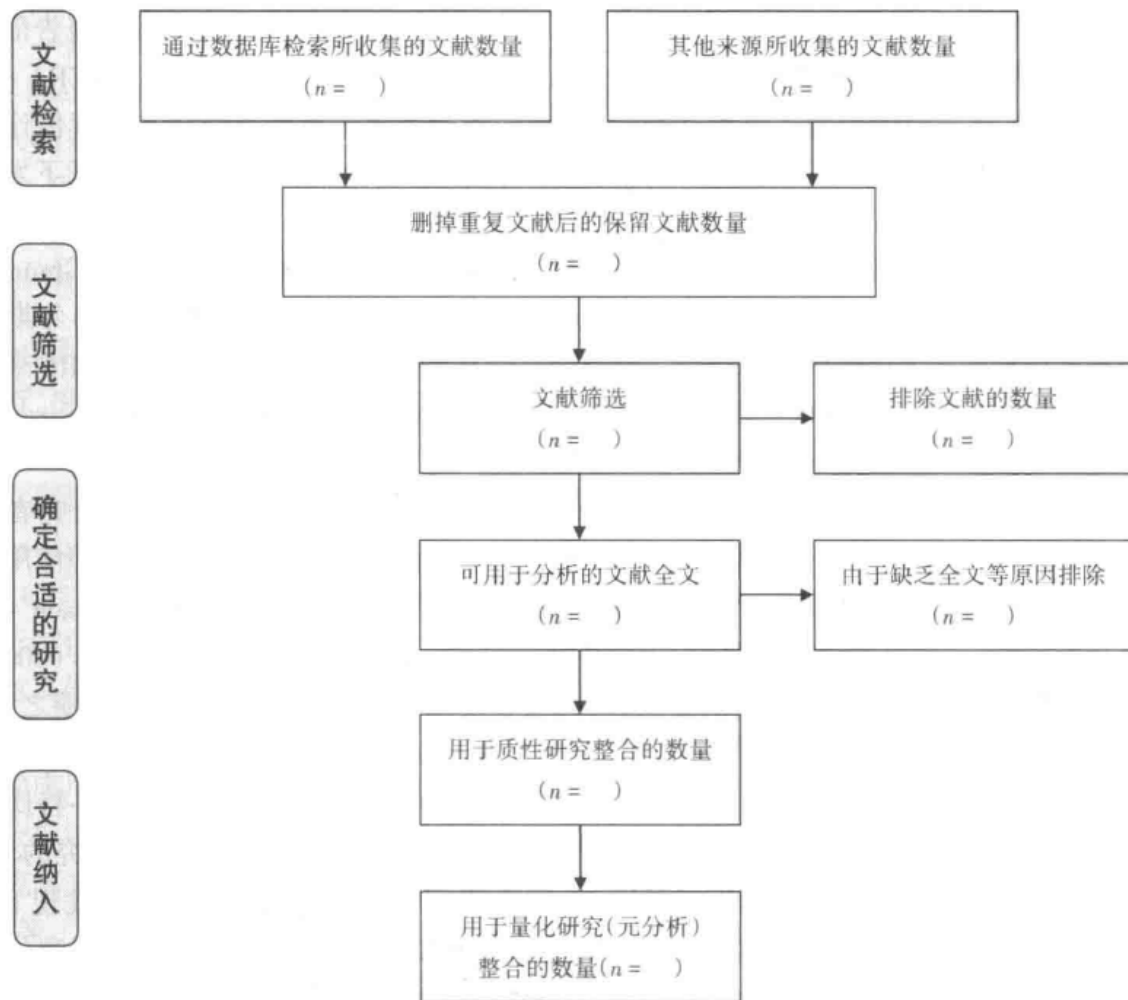 文献检索
通过数据库检索所收集的文献数量
(n =    )
其他来源所收集的文献数量
(n =    )
删掉重复文献后的保留文献数量
(n =    )
文献筛选
文献筛选
(n =    )
排除文献的数量
(n =    )
确定合适的研究
可用于分析的文献全文
(n =    )
由于缺乏全文等原因排除
(n =    )
用于质性研究整合的数量
(n =    )
文献纳入
用于量化研究(元分析)
整合的数量(n =    )